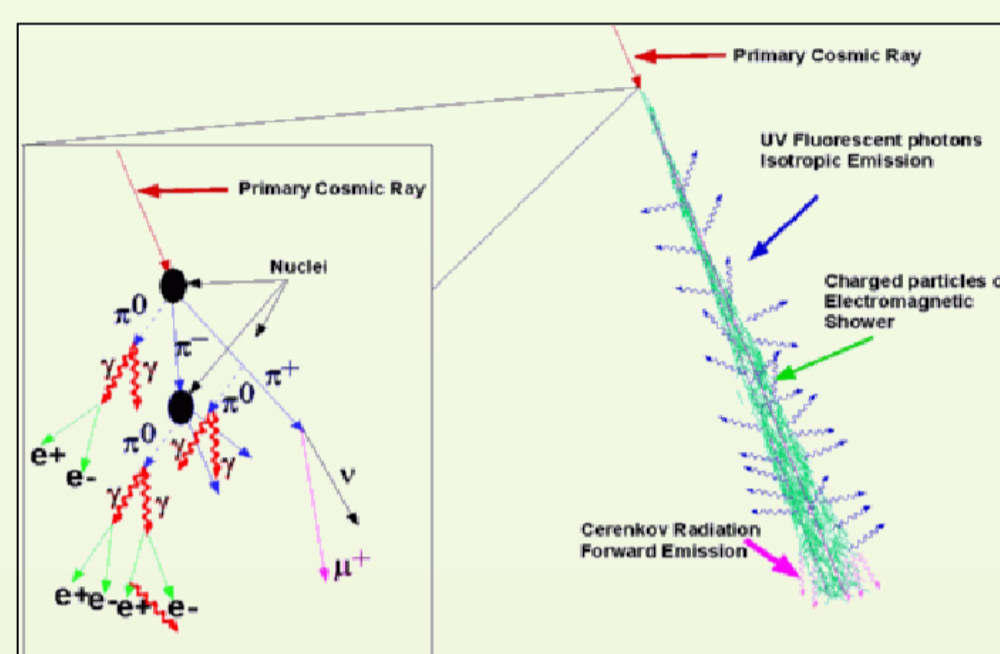 Primary Cosmic Ray
UV Fluorescent photons
Isotropic Emission
Primary Cosmic Ray
Nuclei
Charged particles o
Electromagnetic
Shower
π0
π−
π+
γ γ
π0
π0
γ
γ
e+
e-
ν
γ
γ
Cerenkov Radiation
Forward Emission
μ+
e+e-e+ e-